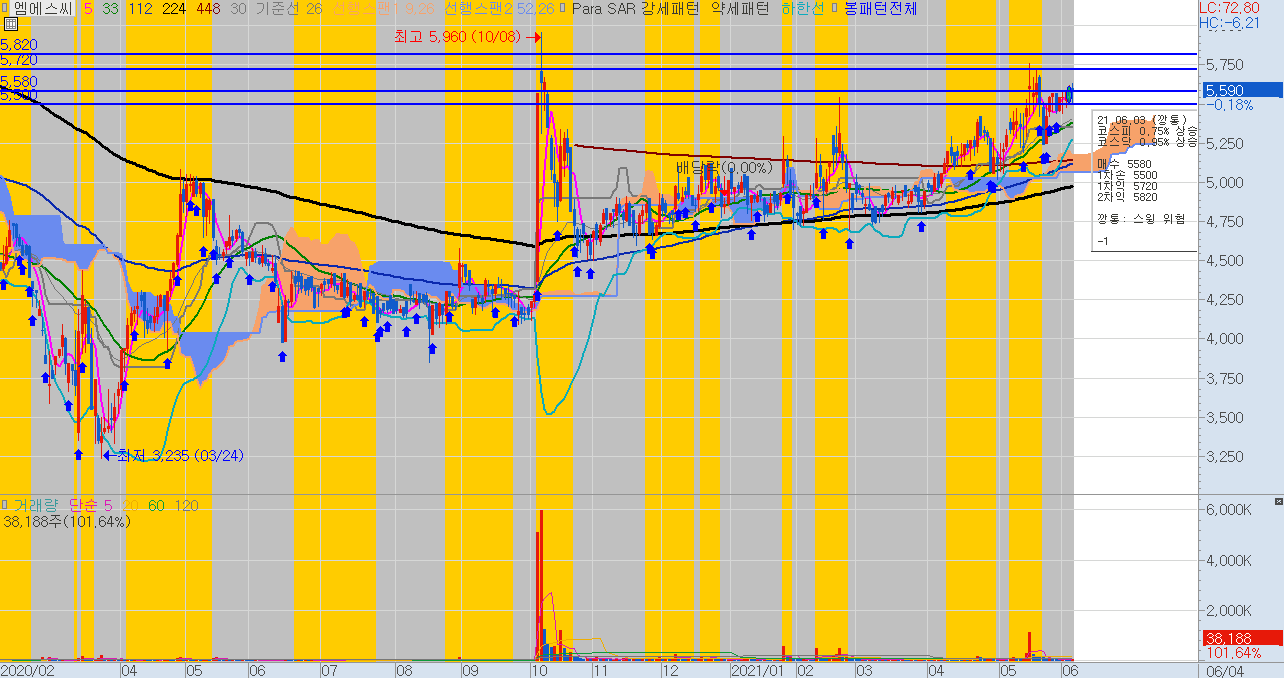 엠에스씨 5 33 112 224 448 30 기준선 26 선행스팬1 9,26 선행스팬2 52,26 Para SAR 강세패턴 약세패턴 하한선 봉패턴전체
LC:72,80
HC:-6,21
최고 5,960 (10/08)
5,820
5,720
5,580
5,500
5,750
5,590
-0,18%
5,250
5,000
4,750
4,500
4,250
4,000
3,750
3,500
3,250
배당락(0,00%)
21,06,03 (깡통)
코스피 0,75% 상승
코스닥 0,95% 상승
매수 5580
1차손 5500
1차익 5720
2차익 5820
깡통: 스윙 위험
-1
최저 3,235 (03/24)
거래량 단순 5 20 60 120
38,188주(101,64%)
6,000K
4,000K
2,000K
38,188
101,64%
2020/02 04 05 06 07 08 09 10 11 12 2021/01 02 03 04 05 06 06/04